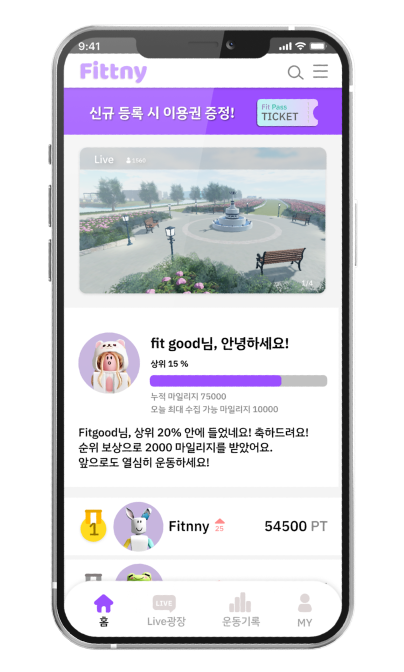 9:41
Fittny
신규 등록 시 이용권 증정!
Fit Pass
TICKET
Live
1/4
fit good님, 안녕하세요!
상위 15 %
누적 마일리지 75000
오늘 최대 수집 가능 마일리지 10000
Fitgood님, 상위 20% 안에 들었네요! 축하드려요!
순위 보상으로 2000 마일리지를 받았어요.
앞으로도 열심히 운동하세요!
1
Fitnny
25
54500 PT
LIVE
홈
Live광장
운동기록
MY